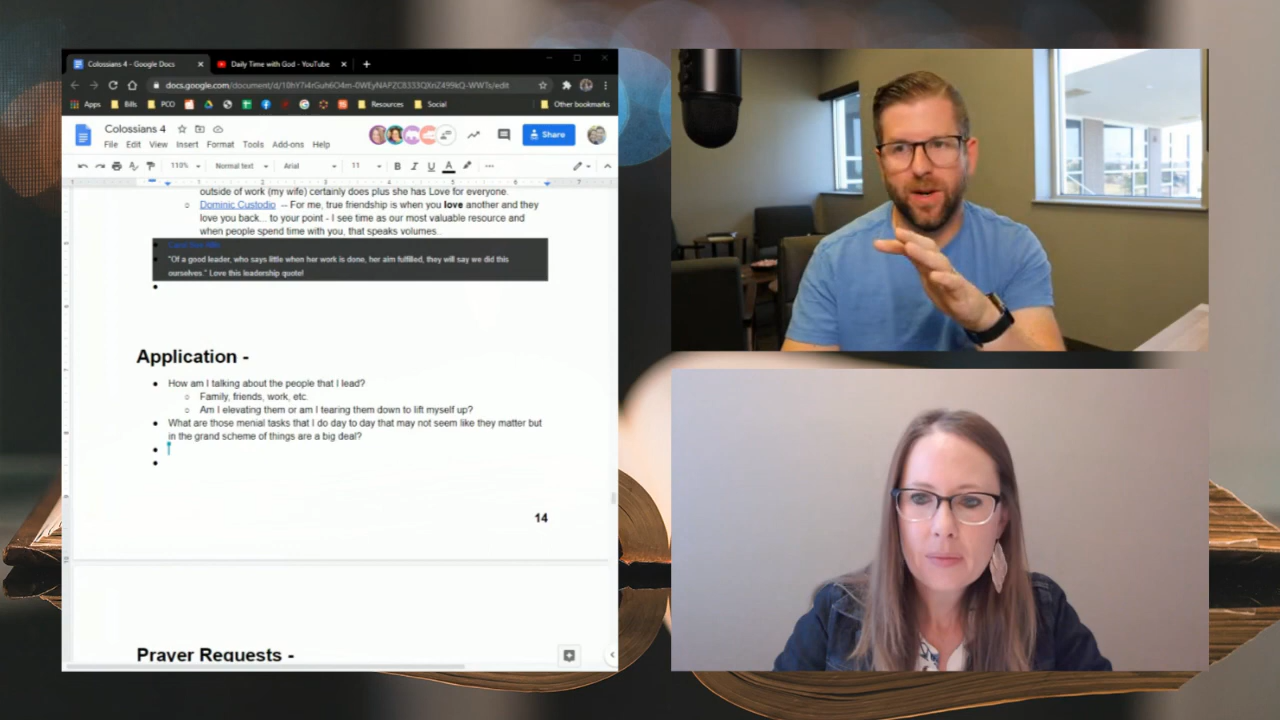 Colossians 4 - Google Docs
Daily Time with God - YouTube
Apps
Bills
PCO
Resources
Social
Other bookmarks
Colossians 4
Share
File Edit View Insert Format Tools Add-ons Help
110%
Normal text
Arial
11
B I U A
outside of work (my wife) certainly does plus she has Love for everyone.
Dominic Custodio -- For me, true friendship is when you love another and they
love you back... to your point - I see time as our most valuable resource and
when people spend time with you, that speaks volumes..
"Of a good leader, who says little when her work is done, her aim fulfilled, they will say we did this
ourselves." Love this leadership quote!
Application -
How am I talking about the people that I lead?
Family, friends, work, etc.
Am I elevating them or am I tearing them down to lift myself up?
What are those menial tasks that I do day to day that may not seem like they matter but
in the grand scheme of things are a big deal?
14
Prayer Requests -